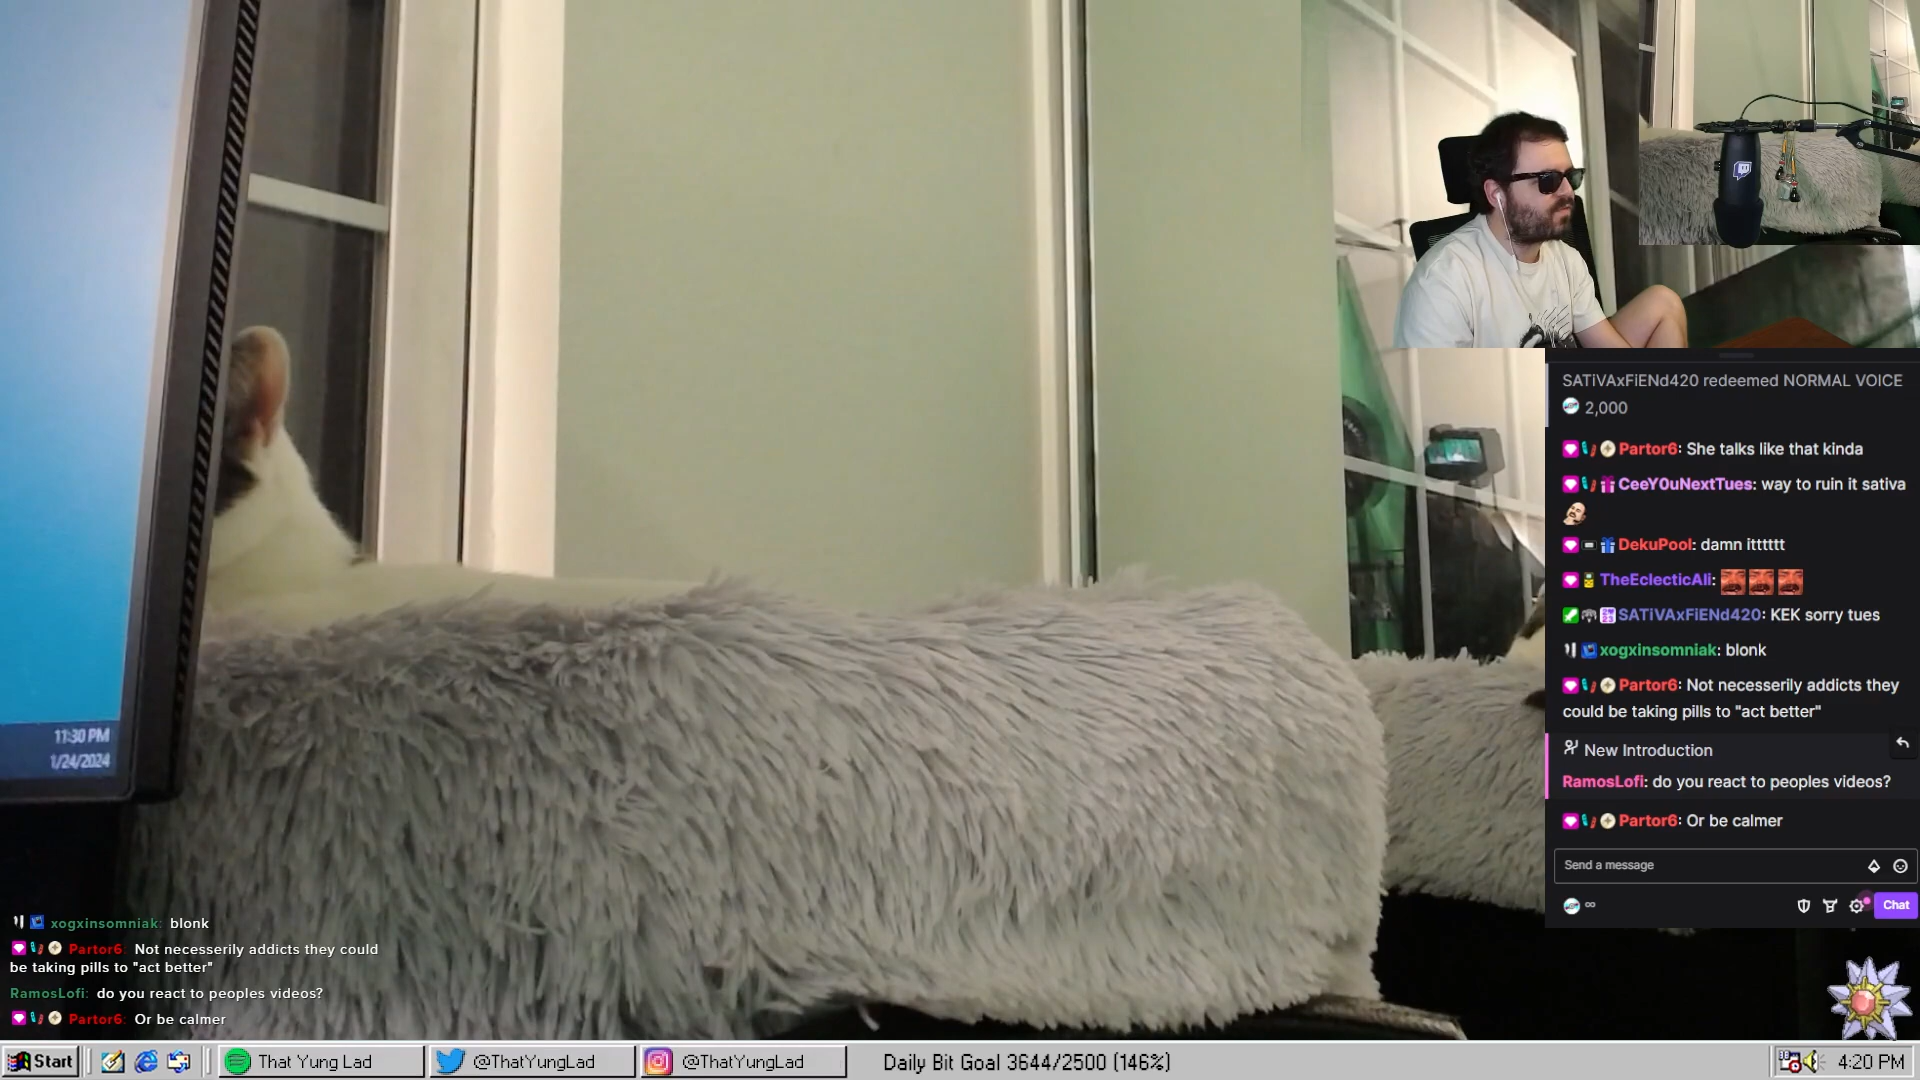 SATiVAxFiENd420 redeemed NORMAL VOICE
2,000
Partor6: She talks like that kinda
CeeY0uNextTues: way to ruin it sativa
DekuPool: damn itttttt
TheEclecticAli:
SATiVAxFiENd420: KEK sorry tues
xogxinsomniak: blonk
Partor6: Not necesserily addicts they
could be taking pills to "act better"
New Introduction
RamosLofi: do you react to peoples videos?
Partor6: Or be calmer
Send a message
∞
Chat
11:30 PM
1/24/2024
xogxinsomniak: blonk
Partor6: Not necesserily addicts they could
be taking pills to "act better"
RamosLofi: do you react to peoples videos?
Partor6: Or be calmer
Start
That Yung Lad
@ThatYungLad
@ThatYungLad
Daily Bit Goal 3644/2500 (146%)
4:20 PM